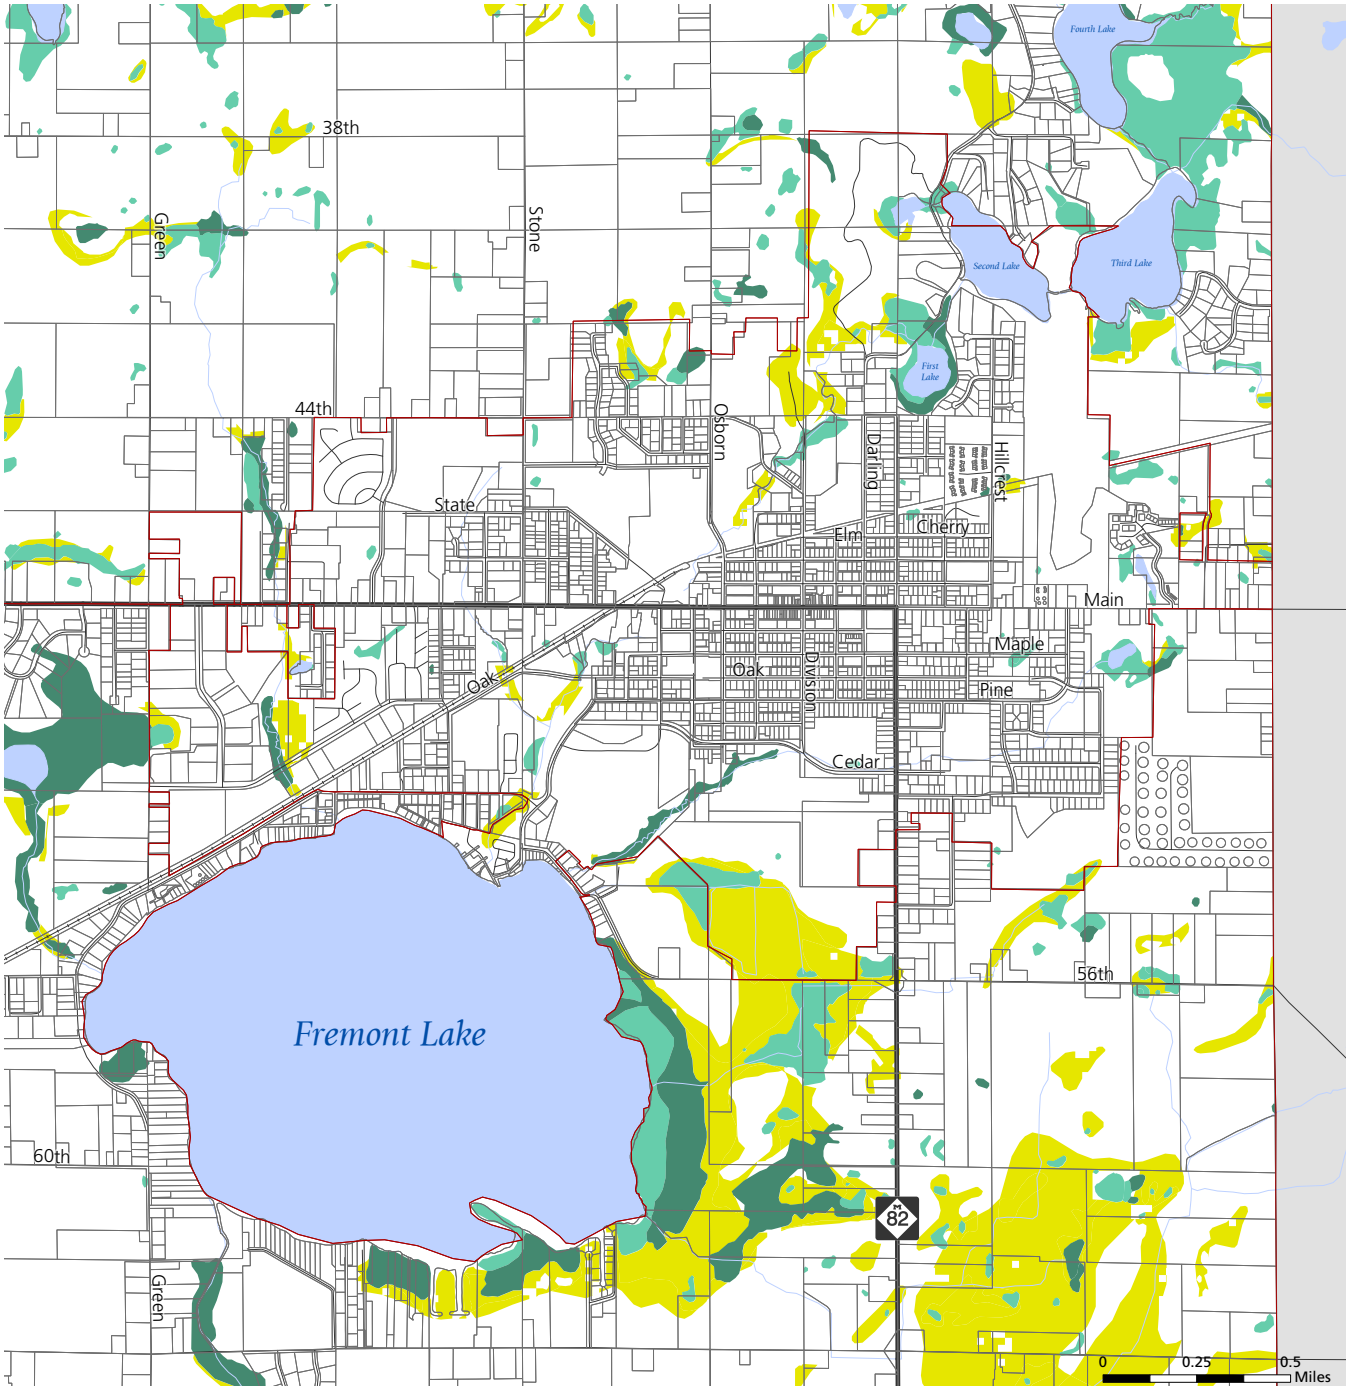 Fourth Lake
38th
Green
Stone
Second Lake
Third Lake
First
Lake
44th
Osborn
Darling
Hillcrest
State
Elm
Cherry
Main
Maple
Oak
Oak
Division
Pine
Cedar
56th
Fremont Lake
60th
M
82
Green
0 0.25 0.5
Miles